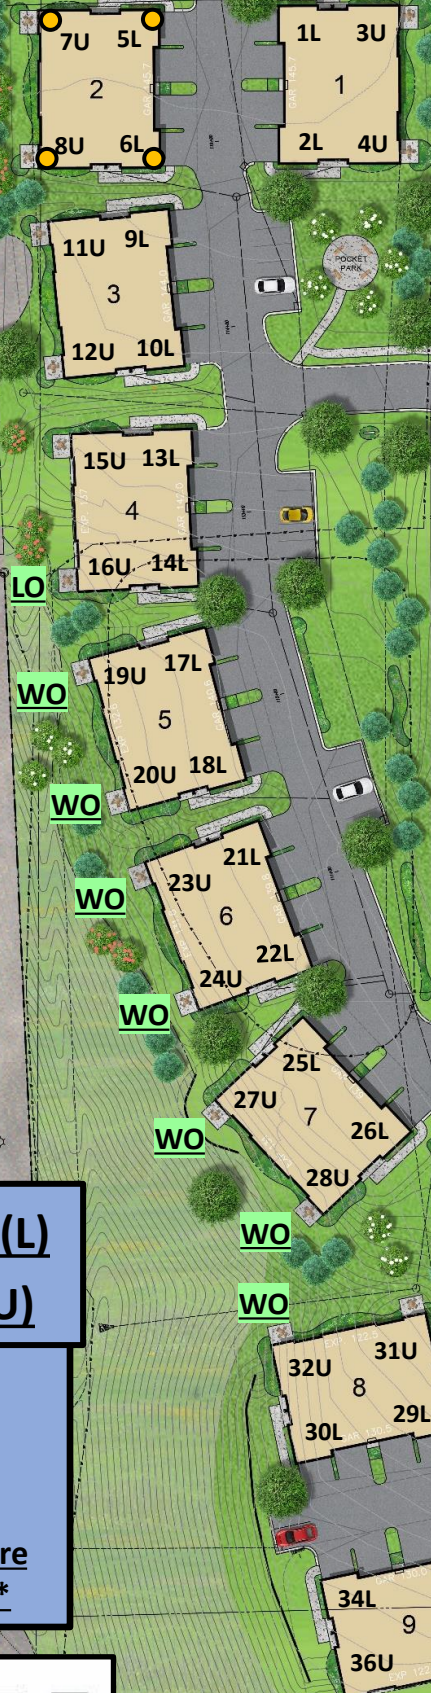 7U 5L
2
8U 6L
1L 3U
1
2L 4U
11U 9L
3
12U 10L
POCKET
PARK
15U 13L
4
16U 14L
LO
19U 17L
WO
5
20U 18L
WO
21L
23U
WO
6
22L
24U
WO
25L
27U
7
26L
WO
28U
WO
(L)
U)
WO
31U
32U
8
29L
30L
re
*
34L
9
36U